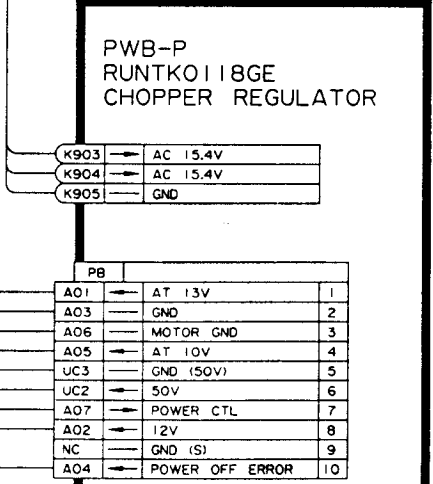 PWB-P
RUNTK0118GE
CHOPPER REGULATOR
K903 AC 15.4V
K904 AC 15.4V
K905 GND
PB
A01 AT 13V 1
A03 GND 2
A06 MOTOR GND 3
A05 AT 10V 4
UC3 GND (50V) 5
UC2 50V 6
A07 POWER CTL 7
A02 12V 8
NC GND (S) 9
A04 POWER OFF ERROR 10